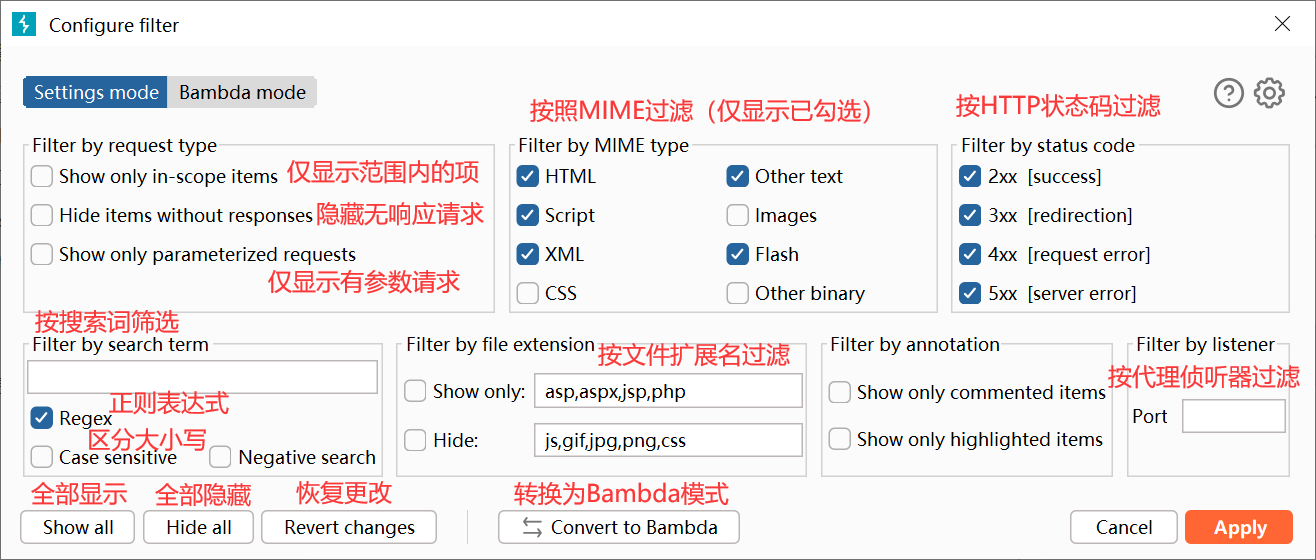 Configure filter
Settings mode
Bambda mode
按照MIME过滤（仅显示已勾选）
按HTTP状态码过滤
Filter by request type
Show only in-scope items
仅显示范围内的项
Hide items without responses
隐藏无响应请求
Show only parameterized requests
仅显示有参数请求
Filter by MIME type
HTML
Other text
Script
Images
XML
Flash
CSS
Other binary
Filter by status code
2xx [success]
3xx [redirection]
4xx [request error]
5xx [server error]
按搜索词筛选
Filter by search term
正则表达式
Regex
区分大小写
Case sensitive
Negative search
Filter by file extension
按文件扩展名过滤
Show only:
asp,aspx,jsp,php
Hide:
js,gif,jpg,png,css
Filter by annotation
Show only commented items
Show only highlighted items
Filter by listener
按代理侦听器过滤
Port
全部显示
全部隐藏
恢复更改
转换为Bambda模式
Show all
Hide all
Revert changes
Convert to Bambda
Cancel
Apply